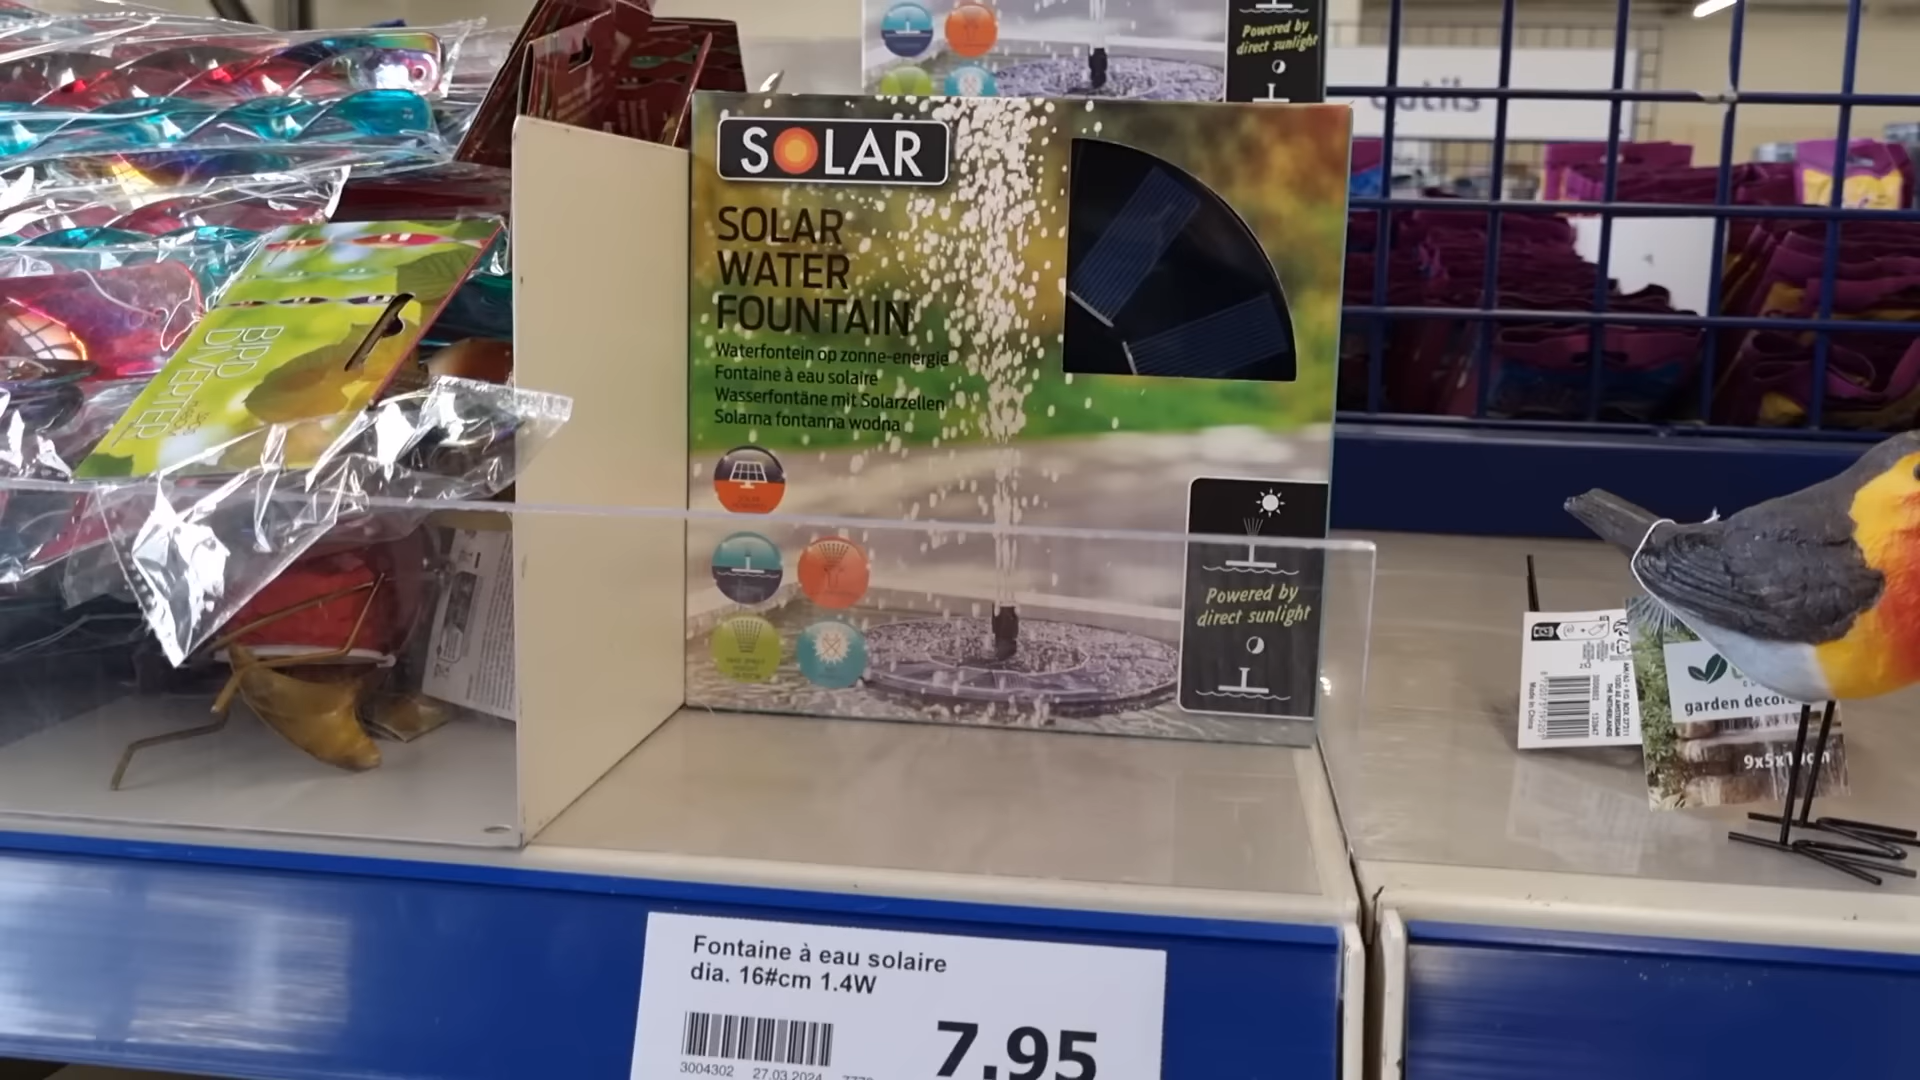 Powered by
direct sunlight
Outils
SOLAR
SOLAR
WATER
FOUNTAIN
Waterfontein op zonne-energie
Fontaine à eau solaire
Wasserfontäne mit Solarzellen
Solarna fontanna wodna
Powered by
direct sunlight
BIRD
DIVERTER
Made in China
garden decor
Fontaine à eau solaire
dia. 16#cm 1.4W
7.95
3004302 27.03.2024